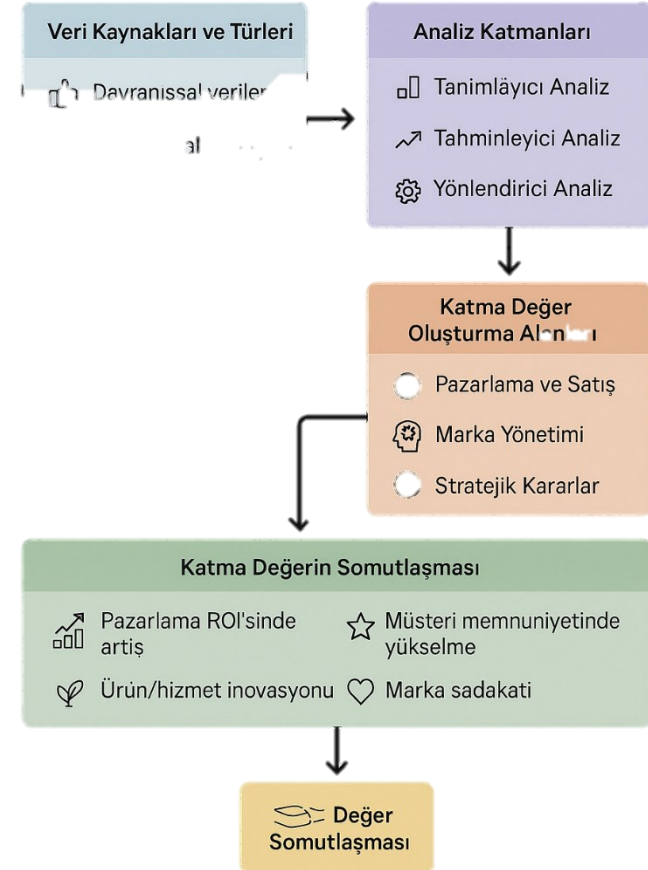 Veri Kaynakları ve Türleri
Davranıssal veriler
Analiz Katmanları
Tanimläyıcı Analiz
Tahminleyici Analiz
Yönlendirici Analiz
Katma Değer
Oluşturma
Pazarlama ve Satış
Marka Yönetimi
Stratejik Kararlar
Katma Değerin Somutlaşması
Pazarlama ROI'sinde
artiş
Müsteri memnuniyetinde
yükselme
Ürün/hizmet inovasyonu
Marka sadakati
Değer
Somutlaşması